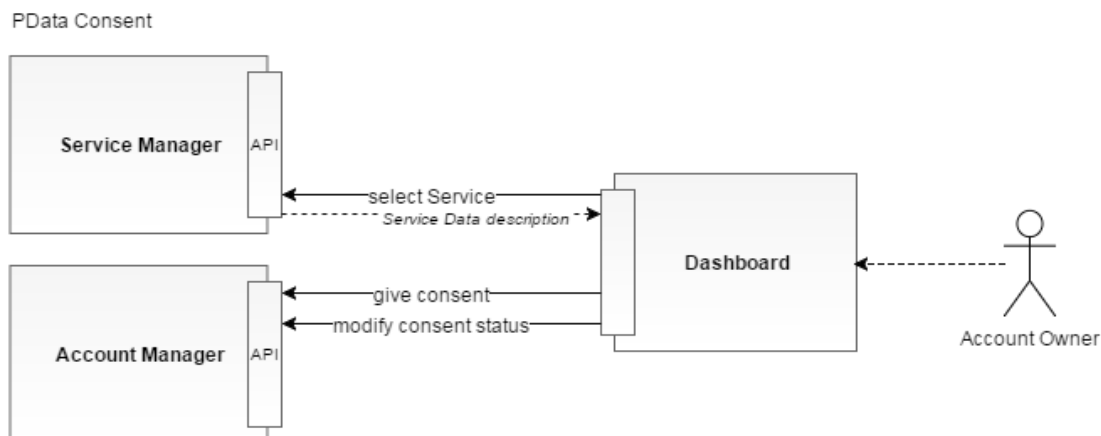 PData Consent
Service Manager
API
select Service
Service Data description
Dashboard
Account Owner
give consent
modify consent status
Account Manager
API